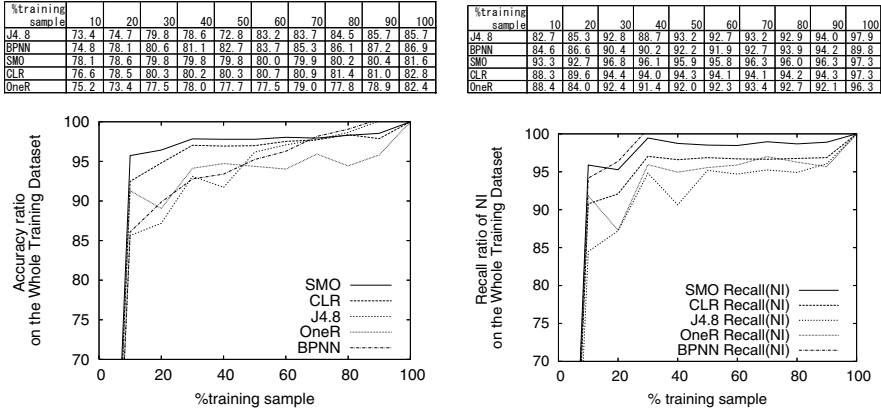 %training sample 10 20 30 40 50 60 70 80 90 100
J4.8 73.4 74.7 79.8 78.6 72.8 83.2 83.7 84.5 85.7 85.7
BPNN 74.8 78.1 80.6 81.1 82.7 83.7 85.3 86.1 87.2 86.9
SMO 78.1 78.6 79.8 79.8 79.8 80.0 79.9 80.2 80.4 81.6
CLR 76.6 78.5 80.3 80.2 80.3 80.7 80.9 81.4 81.0 82.8
OneR 75.2 73.4 77.5 78.0 77.7 77.5 79.0 77.8 78.9 82.4
%training sample 10 20 30 40 50 60 70 80 90 100
J4.8 82.7 85.3 92.8 88.7 93.2 92.7 93.2 92.9 94.0 97.9
BPNN 84.6 86.6 90.4 90.2 92.2 91.9 92.7 93.9 94.2 89.8
SMO 93.3 92.7 96.8 96.1 95.9 95.8 96.3 96.0 96.3 97.3
CLR 88.3 89.6 94.4 94.0 94.3 94.1 94.1 94.2 94.3 97.3
OneR 88.4 84.0 92.4 91.4 92.0 92.3 93.4 92.7 92.1 96.3
Accuracy ratio
on the Whole Training Dataset
100
95
90
85
80
75
70
SMO
CLR
J4.8
OneR
BPNN
0 20 40 60 80 100
%training sample
Recall ratio of NI
on the Whole Training Dataset
100
95
90
85
80
75
70
SMO Recall(NI)
CLR Recall(NI)
J4.8 Recall(NI)
OneR Recall(NI)
BPNN Recall(NI)
0 20 40 60 80 100
% training sample